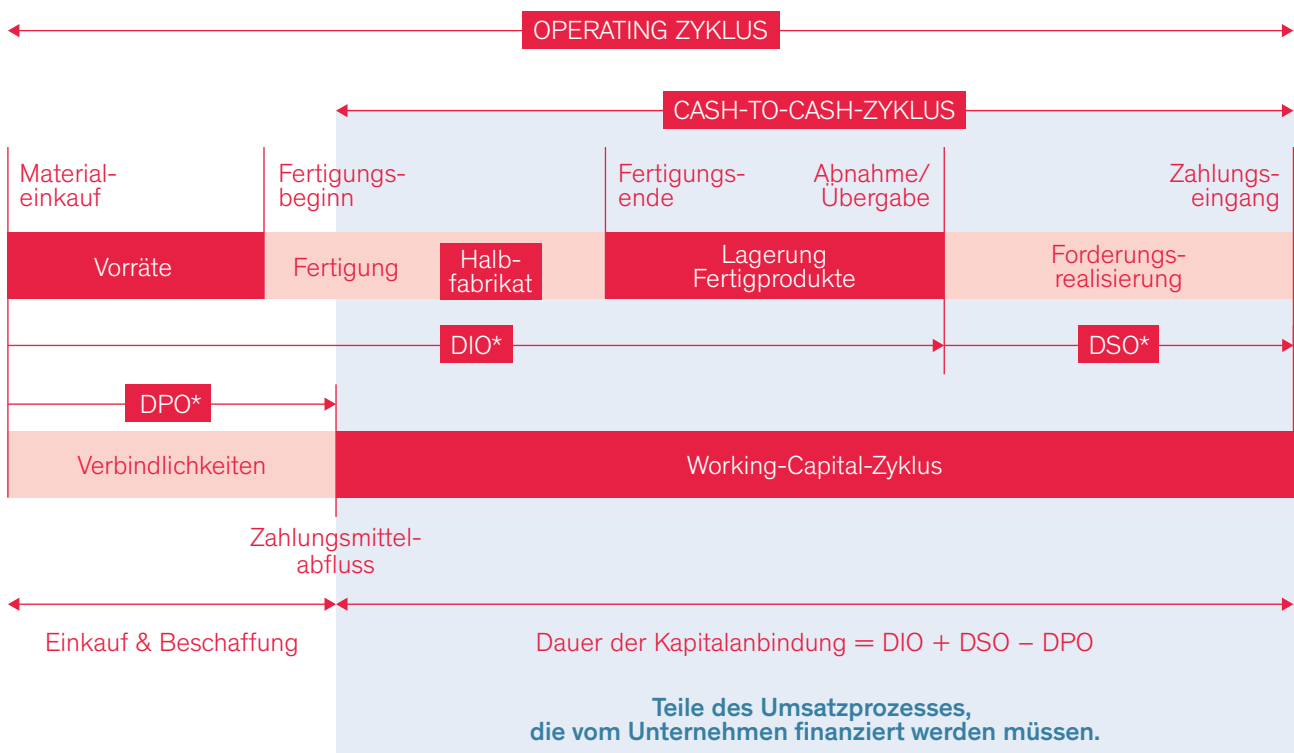 OPERATING ZYKLUS
CASH-TO-CASH-ZYKLUS
Material-
einkauf
Fertigungs-
beginn
Fertigungs-
ende
Abnahme/
Übergabe
Zahlungs-
eingang
Vorräte
Fertigung
Halb-
fabrikat
Lagerung
Fertigprodukte
Forderungs-
realisierung
DIO*
DSO*
DPO*
Verbindlichkeiten
Working-Capital-Zyklus
Zahlungsmittel-
abfluss
Einkauf & Beschaffung
Dauer der Kapitalanbindung = DIO + DSO – DPO
Teile des Umsatzprozesses,
die vom Unternehmen finanziert werden müssen.